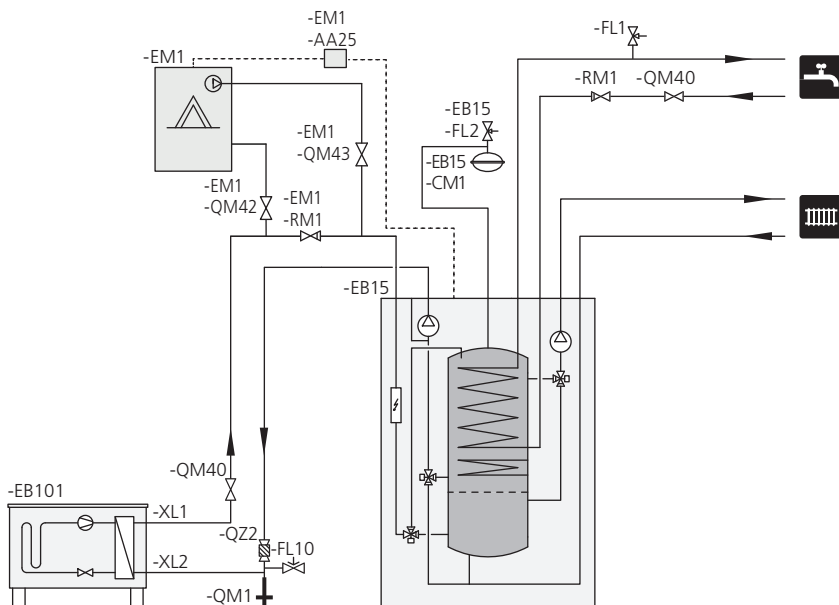 -EM1
-AA25
-FL1
-EM1
-RM1
-QM40
-EB15
-FL2
-EM1
-QM43
-EB15
-CM1
-EM1
-QM42
-EM1
-RM1
-EB15
-QM40
-EB101
-XL1
-QZ2
-FL10
-XL2
-QM1